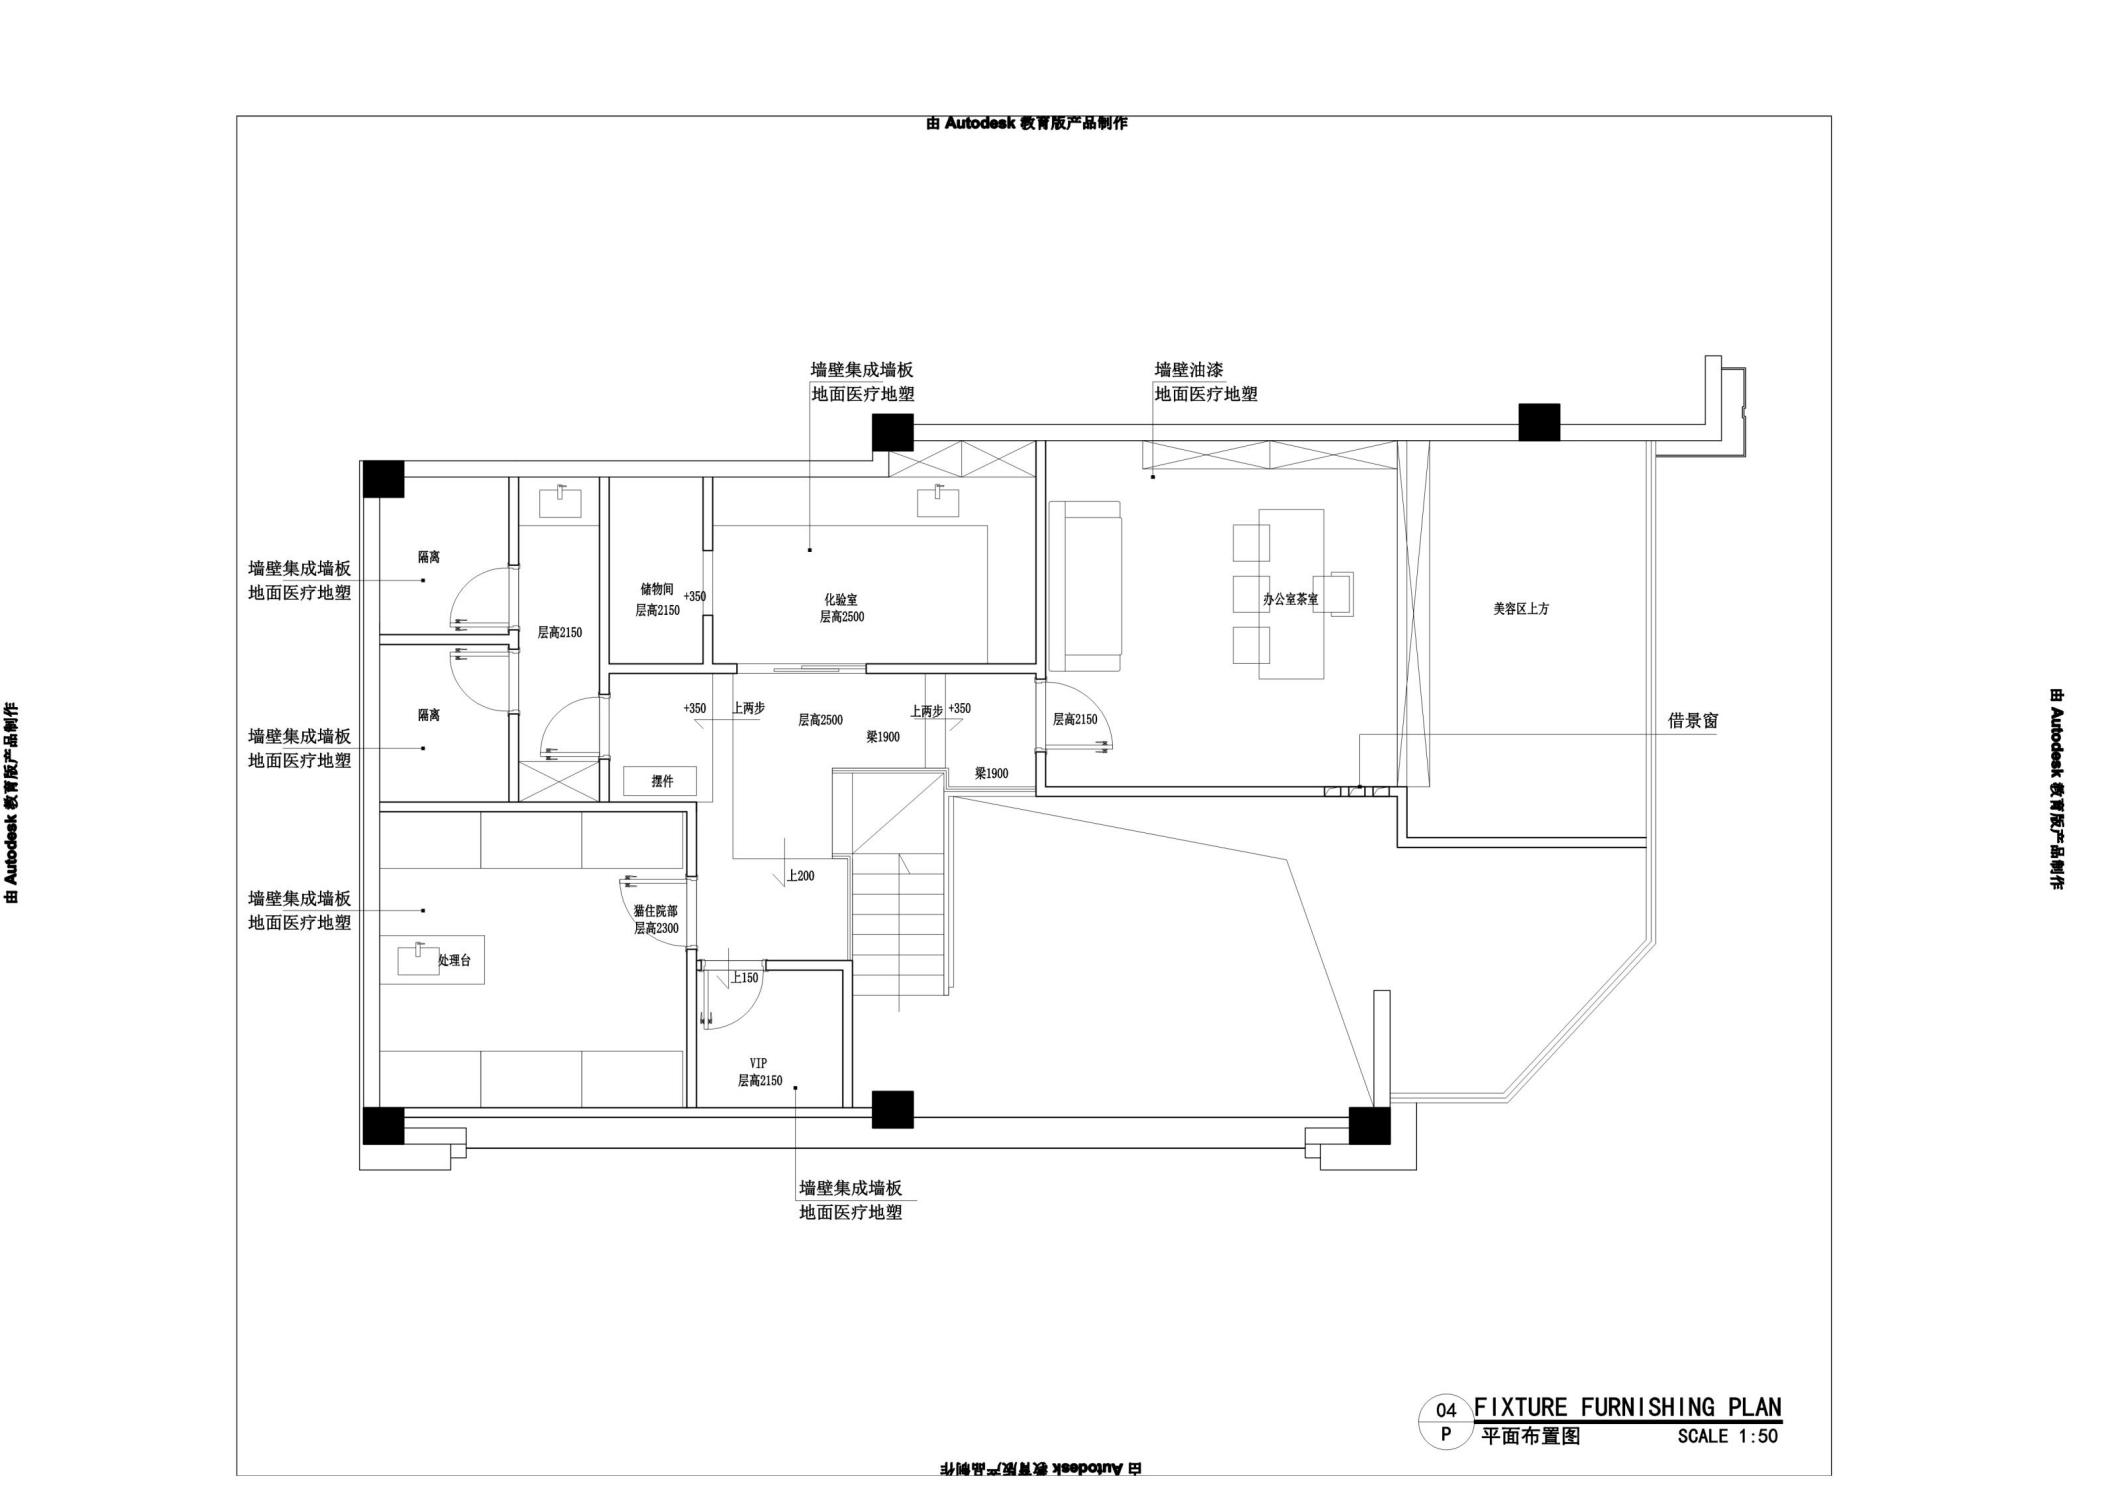 由 Autodesk 教育版产品制作
墙壁集成墙板
地面医疗地塑
墙壁油漆
地面医疗地塑
隔离
墙壁集成墙板
地面医疗地塑
储物间
层高2150
+350
化验室
层高2500
办公室茶室
美容区上方
层高2150
隔离
墙壁集成墙板
地面医疗地塑
+350
上两步
层高2500
梁1900
上两步
+350
层高2150
借景窗
摆件
梁1900
由 Autodesk 教育版产品制作
由 Autodesk 教育版产品制作
上200
墙壁集成墙板
地面医疗地塑
猫住院部
层高2300
处理台
上150
VIP
层高2150
墙壁集成墙板
地面医疗地塑
04
P
FIXTURE FURNISHING PLAN
平面布置图
SCALE 1:50
由 Autodesk 教育版产品制作